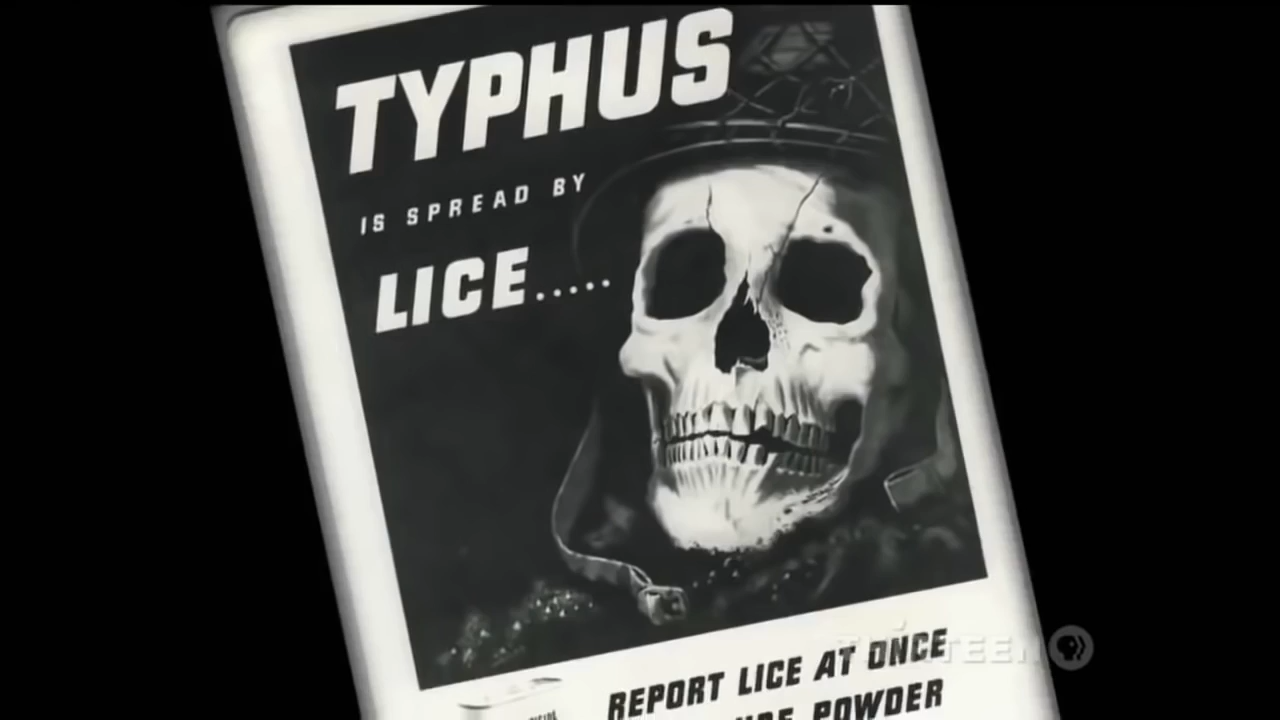 TYPHUS
IS SPREAD BY
LICE.....
REPORT LICE AT ONCE
POWDER